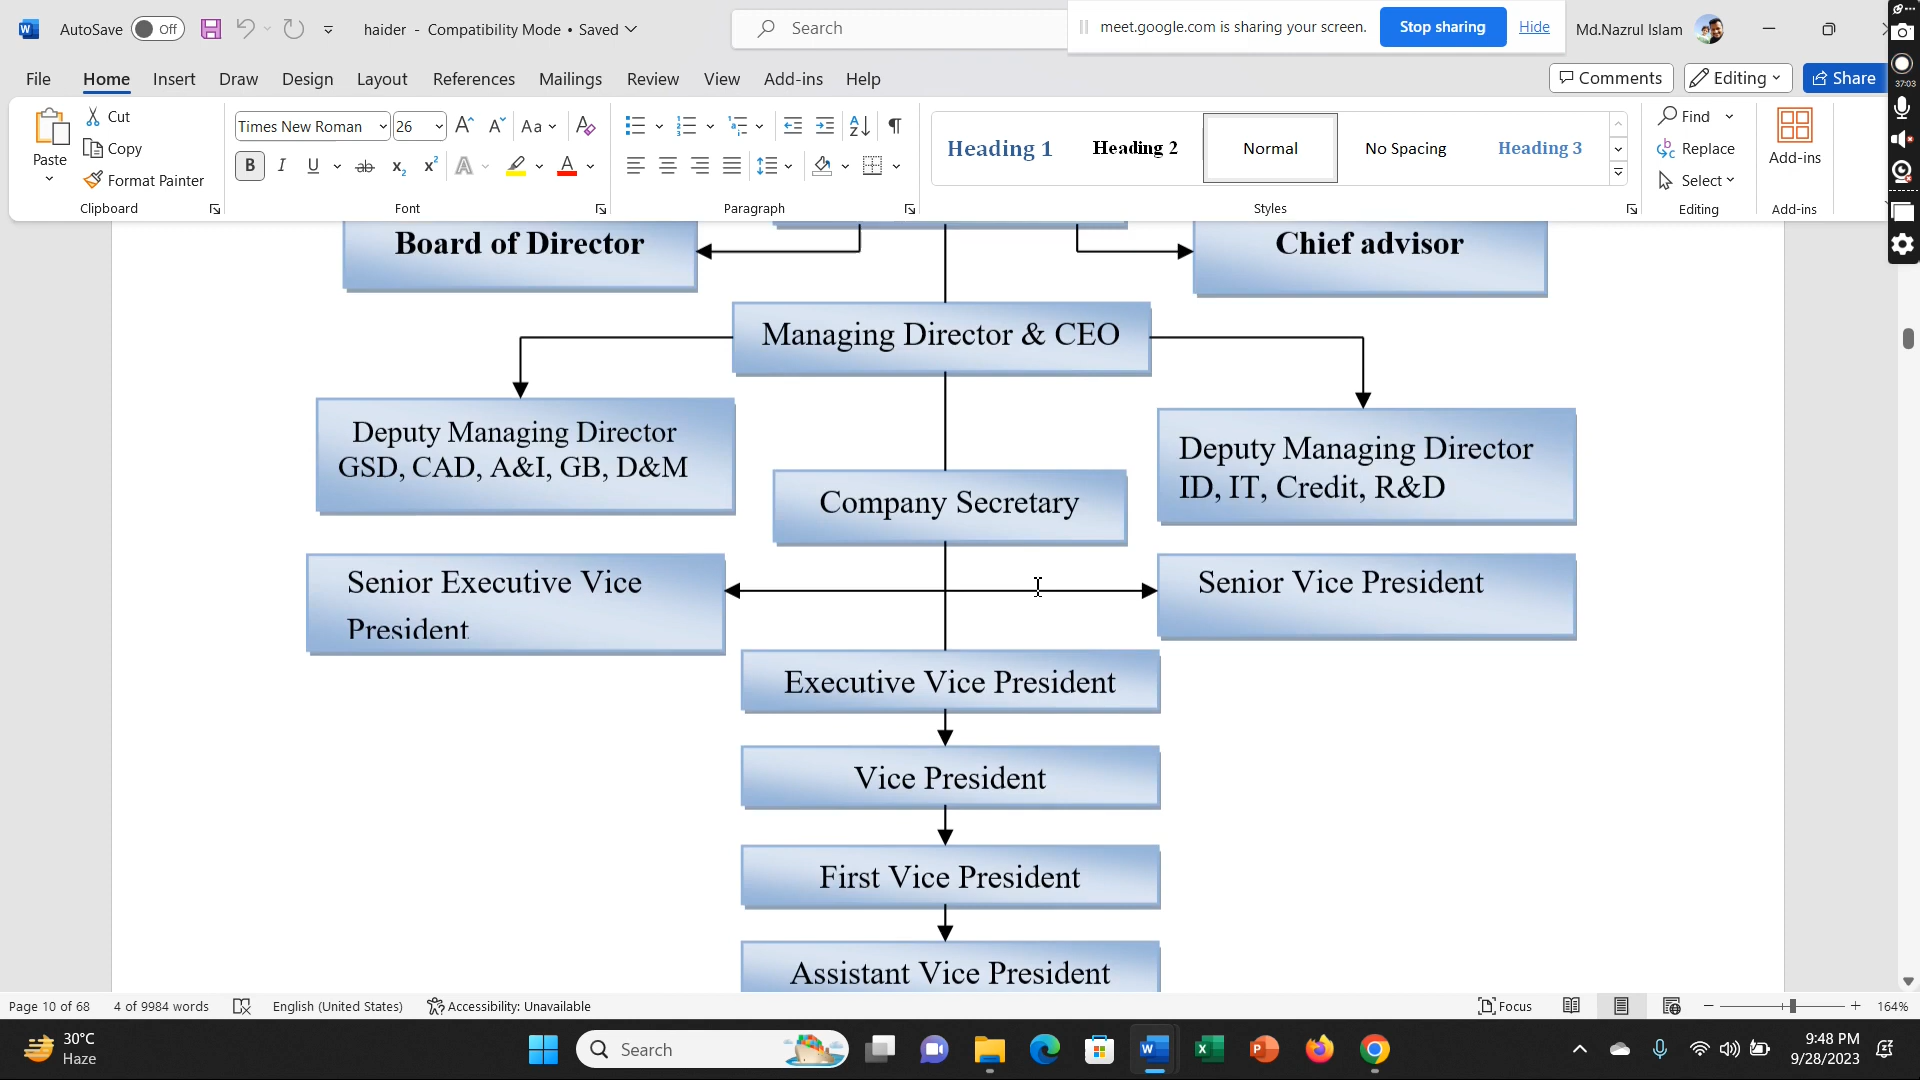 AutoSave Off haider - Compatibility Mode • Saved Search meet.google.com is sharing your screen. Stop sharing Hide Md.Nazrul Islam
File Home Insert Draw Design Layout References Mailings Review View Add-ins Help Comments Editing Share
37:03
Paste Cut
Copy
Format Painter
Clipboard
Times New Roman 26 Aa
B I U ab x₂ x² A A
Font
Paragraph
Heading 1 Heading 2 Normal No Spacing Heading 3
Styles
Find
Replace
Select
Editing
Add-ins
Add-ins
Board of Director
Chief advisor
Managing Director & CEO
Deputy Managing Director
GSD, CAD, A&I, GB, D&M
Deputy Managing Director
ID, IT, Credit, R&D
Company Secretary
Senior Executive Vice
President
Senior Vice President
Executive Vice President
Vice President
First Vice President
Assistant Vice President
Page 10 of 68 4 of 9984 words English (United States) Accessibility: Unavailable Focus 164%
30°C
Haze
Search
9:48 PM
9/28/2023